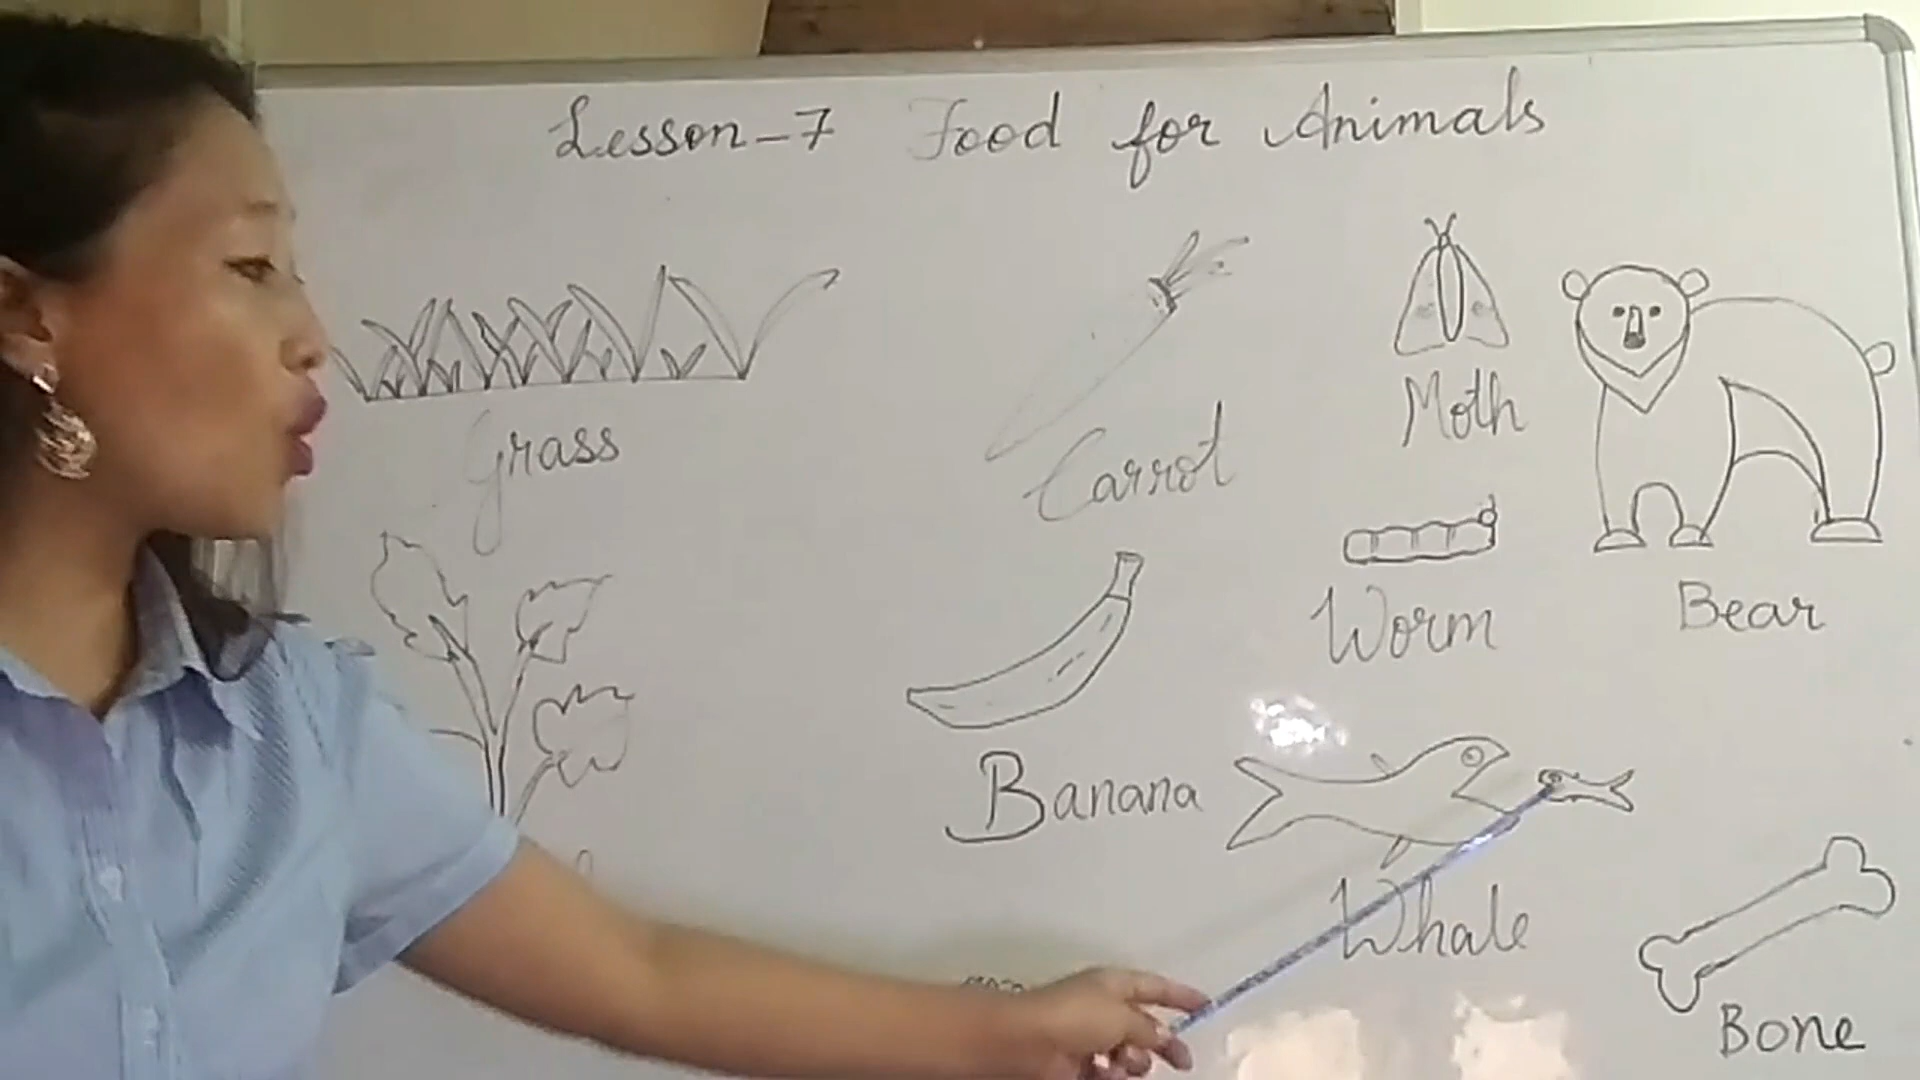 Lesson-7 Food for Animals
Grass
Carrot
Moth
Worm
Bear
Banana
Whale
Bone